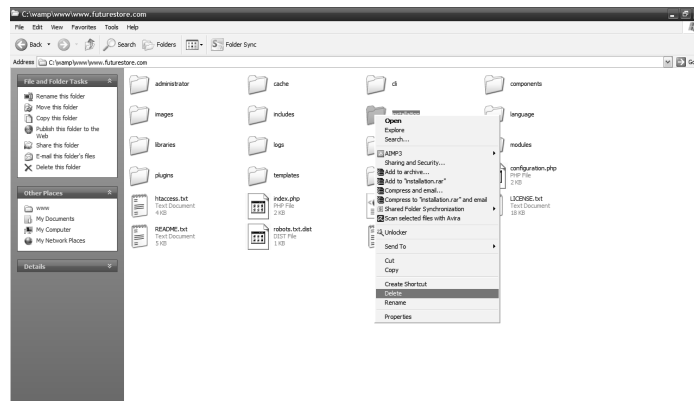 C:\wamp\www\www.futurestore.com
File Edit View Favorites Tools Help
Back Search Folders Folder Sync
Address C:\wamp\www\www.futurestore.com Go
File and Folder Tasks
Rename this folder
Move this folder
Copy this folder
Publish this folder to the
Web
Share this folder
E-mail this folder's files
Delete this folder
Other Places
www
My Documents
My Computer
My Network Places
Details
administrator
cache
cli
components
images
includes
language
libraries
logs
modules
plugins
templates
configuration.php
PHP File
2 KB
htaccess.txt
Text Document
4 KB
index.php
PHP File
2 KB
LICENSE.txt
Text Document
18 KB
README.txt
Text Document
5 KB
robots.txt.dist
DIST File
1 KB
Open
Explore
Search...
AIMP3
Sharing and Security...
Add to archive...
Add to "installation.rar"
Compress and email...
Compress to "installation.rar" and email
Shared Folder Synchronization
Scan selected files with Avira
Unlocker
Send To
Cut
Copy
Create Shortcut
Delete
Rename
Properties